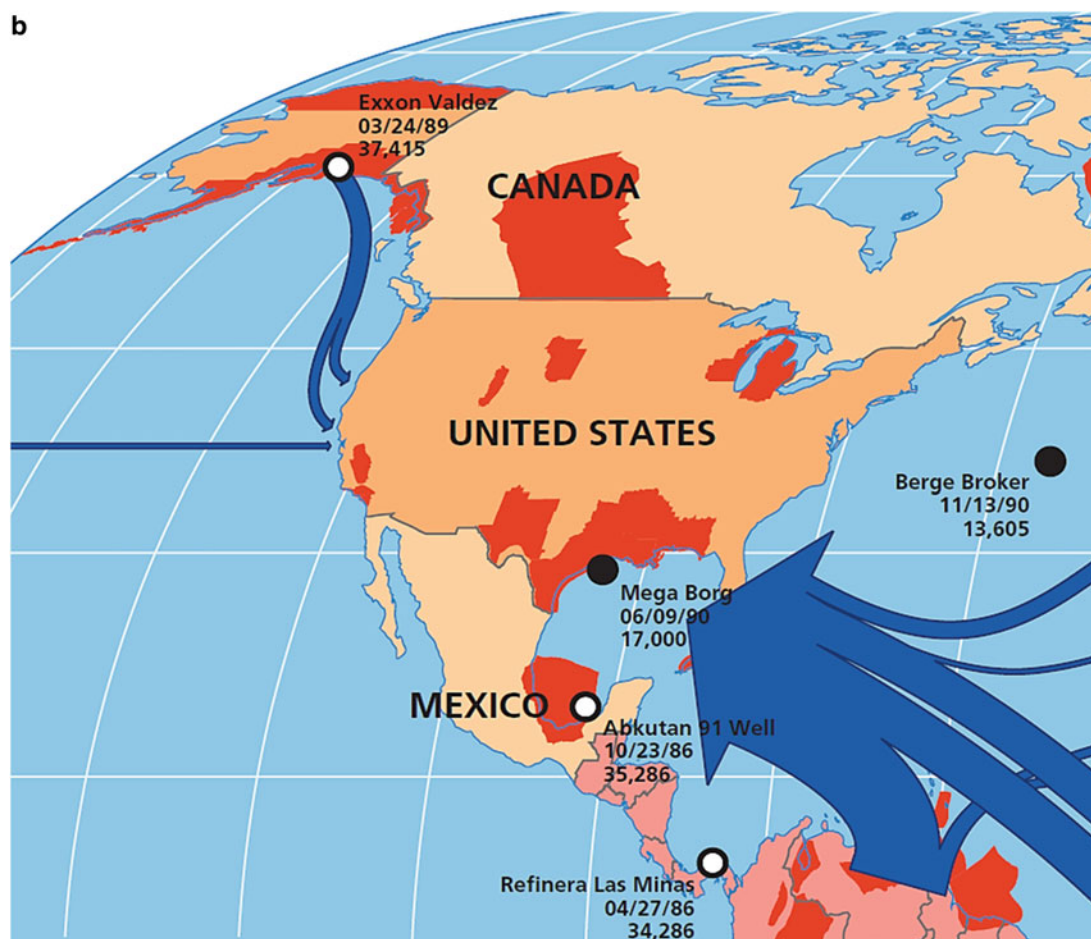 b
Exxon Valdez
03/24/89
37,415
CANADA
UNITED STATES
Berge Broker
11/13/90
13,605
Mega Borg
06/09/90
17,000
MEXICO
Abkutan 91 Well
10/23/86
35,286
Refinera Las Minas
04/27/86
34,286